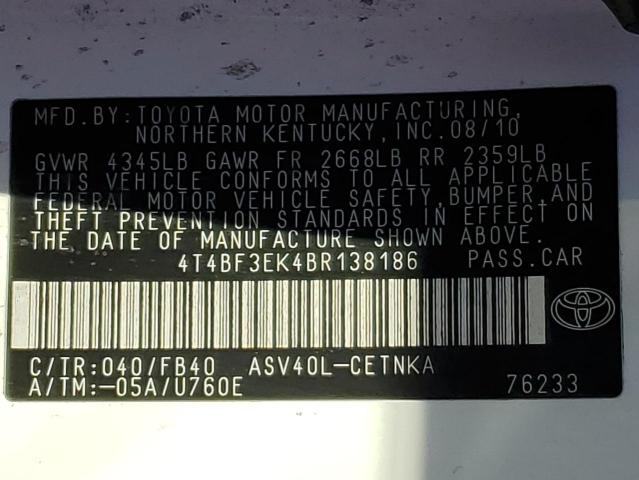 MFD.BY:TOYOTA MOTOR MANUFACTURING,
NORTHERN KENTUCKY,INC.08/10
GVWR 4345LB GAWR FR 2668LB RR 2359LB
THIS VEHICLE CONFORMS TO ALL APPLICABLE
FEDERAL MOTOR VEHICLE SAFETY,BUMPER,AND
THEFT PREVENTION STANDARDS IN EFFECT ON
THE DATE OF MANUFACTURE SHOWN ABOVE.
4T4BF3EK4BR138186 PASS.CAR
C/TR:040/FB40 ASV40L-CETNKA
A/TM:-05A/U760E 76233